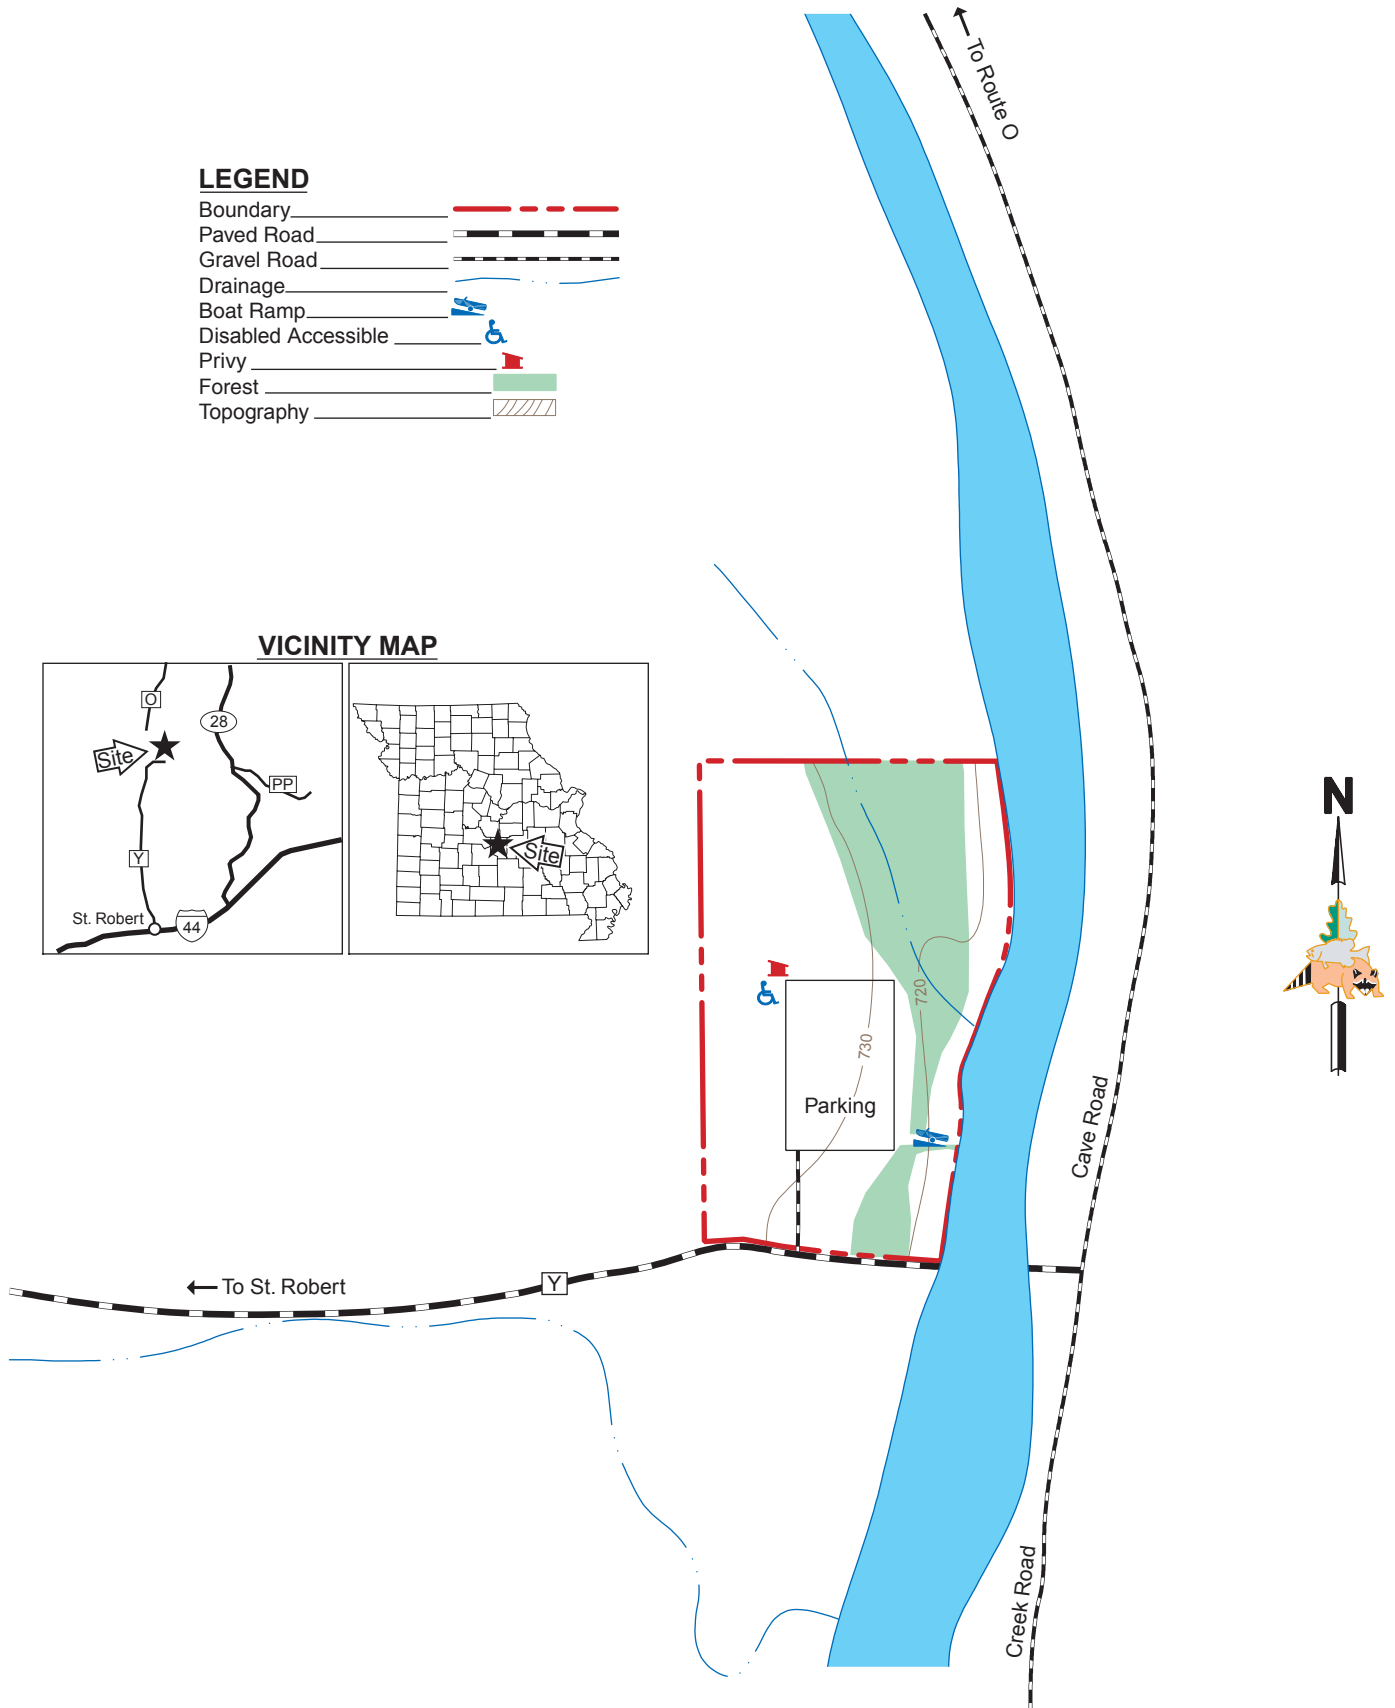 To Route O
LEGEND
Boundary
Paved Road
Gravel Road
Drainage
Boat Ramp
Disabled Accessible
Privy
Forest
Topography
VICINITY MAP
O
28
Site
PP
Y
St. Robert
44
Site
N
720
730
Parking
Cave Road
To St. Robert
Y
Creek Road